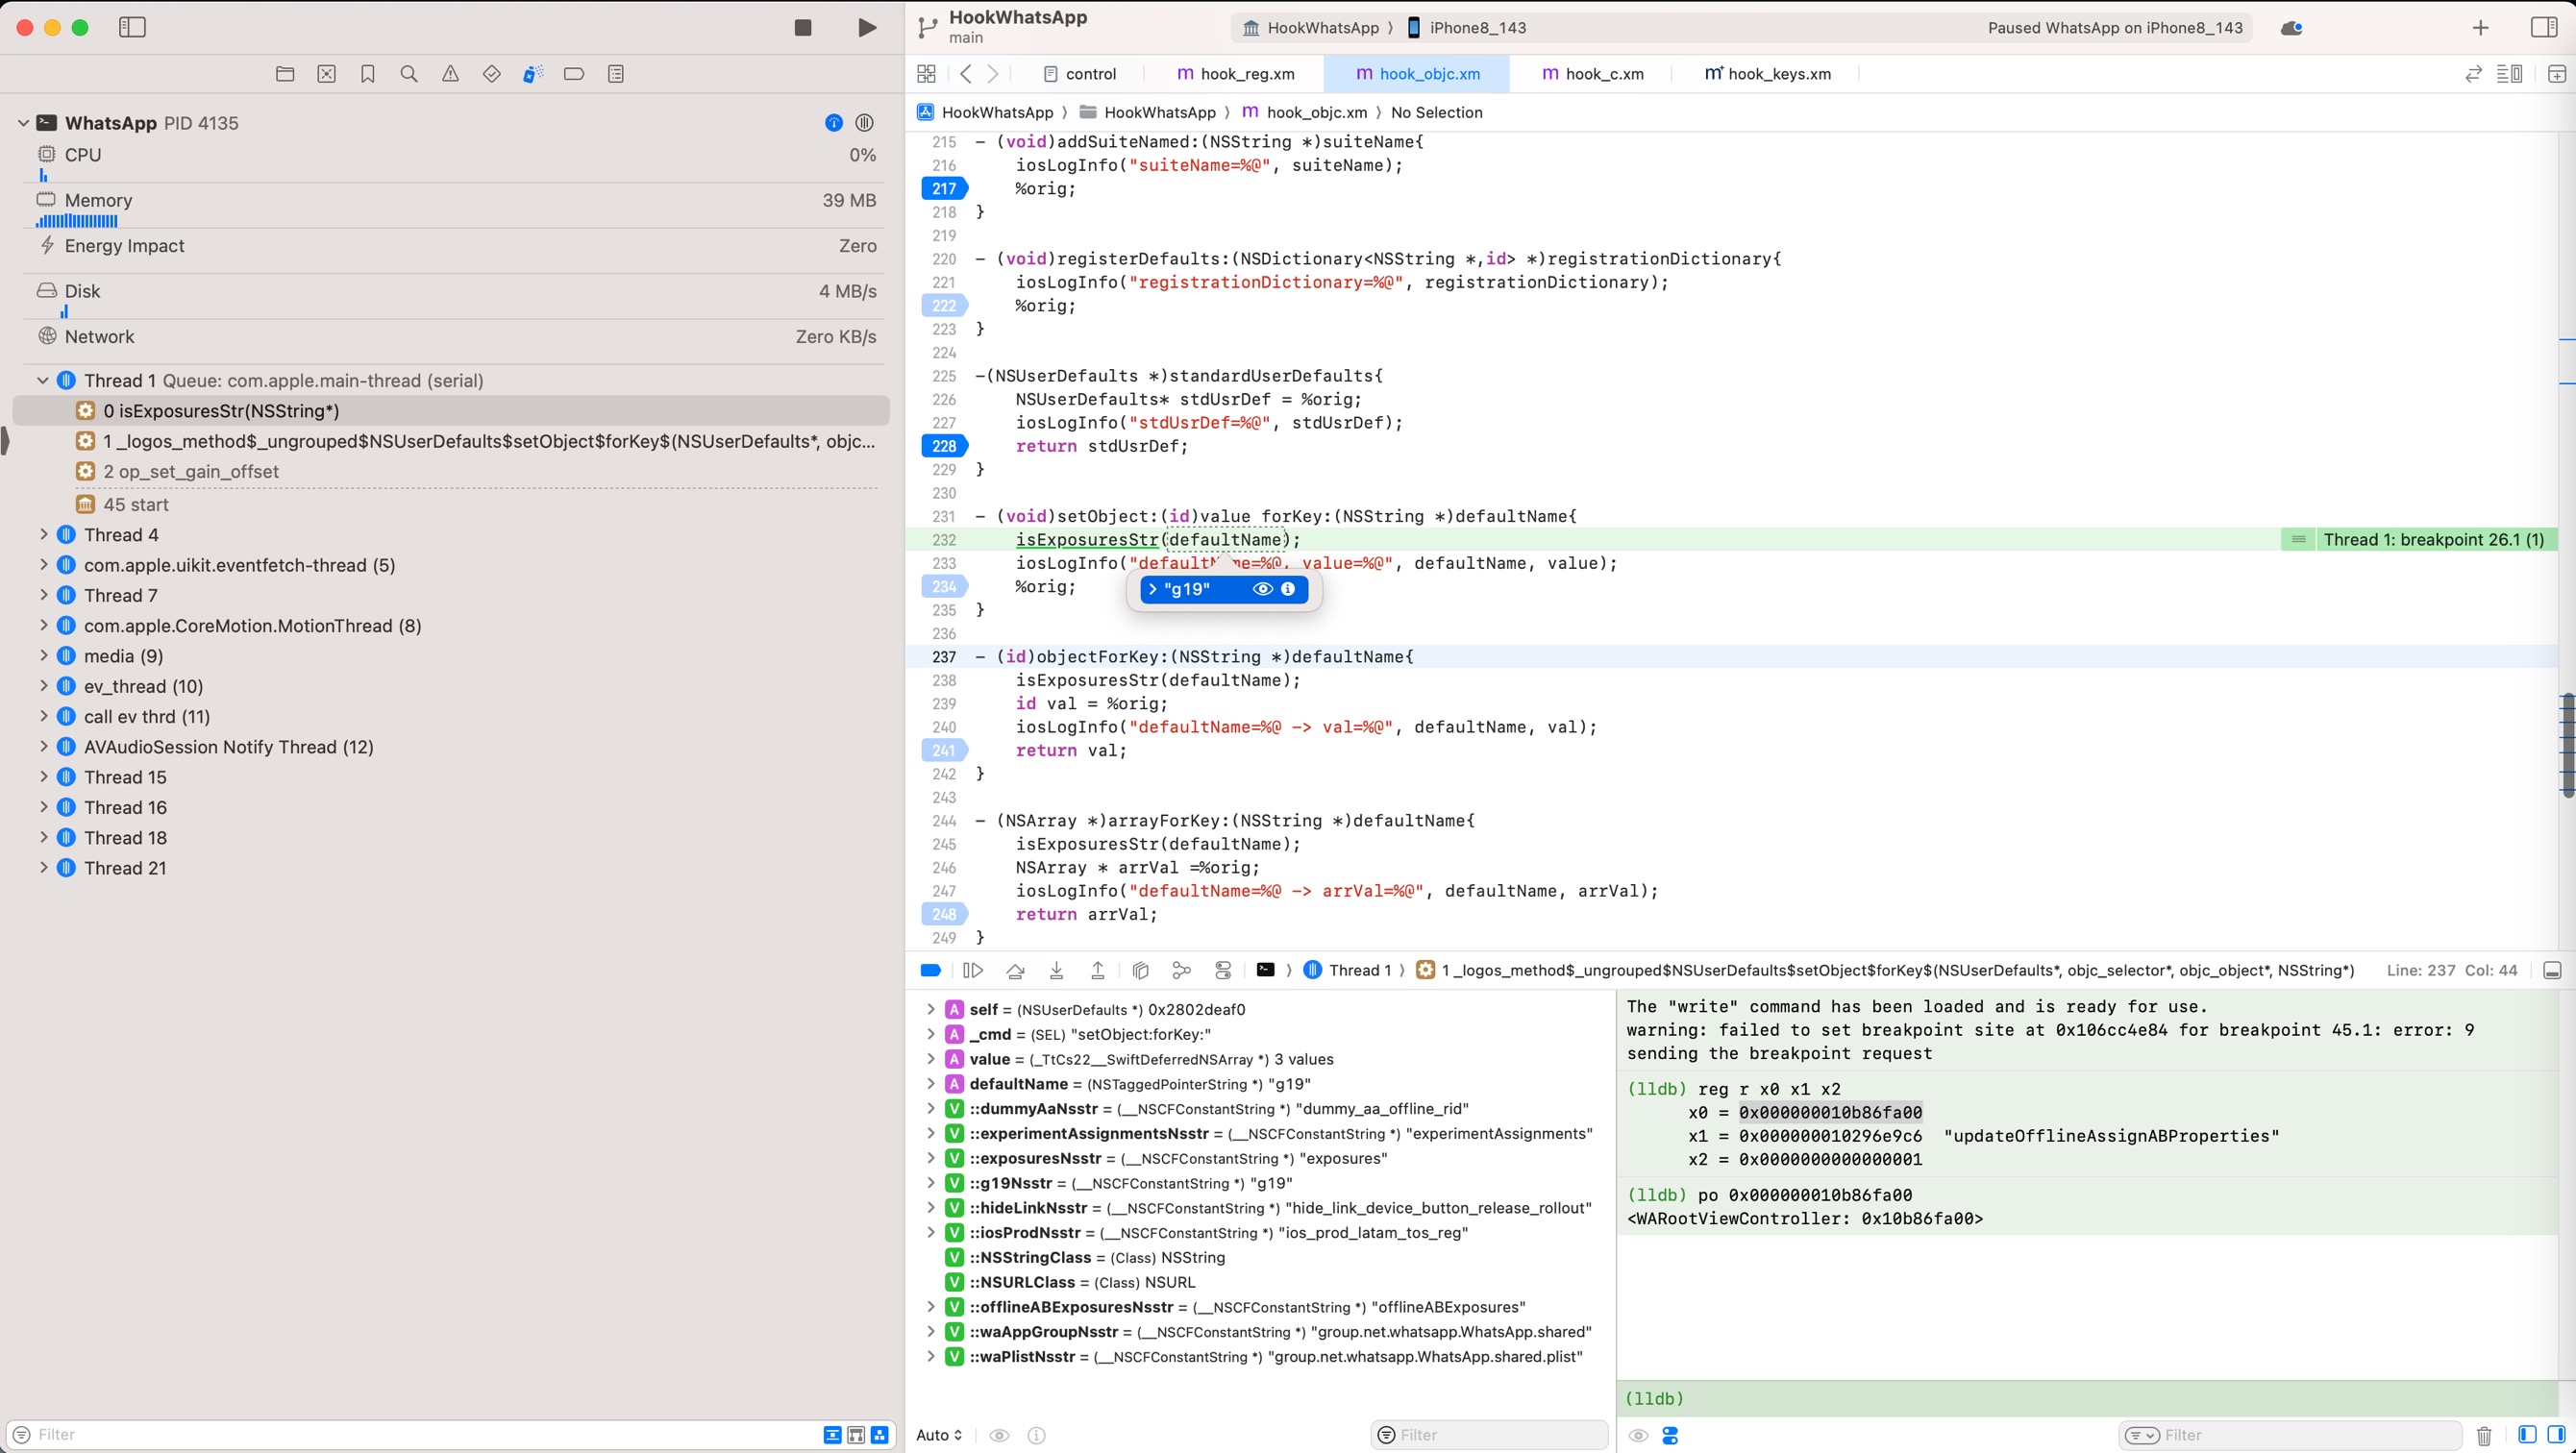 HookWhatsApp
main
HookWhatsApp 〉 iPhone8_143
Paused WhatsApp on iPhone8_143
control
hook_reg.xm
hook_objc.xm
hook_c.xm
hook_keys.xm
HookWhatsApp 〉 HookWhatsApp 〉 hook_objc.xm 〉 No Selection
WhatsApp PID 4135
CPU 0%
Memory 39 MB
Energy Impact Zero
Disk 4 MB/s
Network Zero KB/s
Thread 1 Queue: com.apple.main-thread (serial)
0 isExposuresStr(NSString*)
1 _logos_method$_ungrouped$NSUserDefaults$setObject$forKey$(NSUserDefaults*, objc...
2 op_set_gain_offset
45 start
Thread 4
com.apple.uikit.eventfetch-thread (5)
Thread 7
com.apple.CoreMotion.MotionThread (8)
media (9)
ev_thread (10)
call ev thrd (11)
AVAudioSession Notify Thread (12)
Thread 15
Thread 16
Thread 18
Thread 21
Filter
215 - (void)addSuiteNamed:(NSString *)suiteName{
216 iosLogInfo("suiteName=%@", suiteName);
217 %orig;
218 }
219
220 - (void)registerDefaults:(NSDictionary<NSString *,id> *)registrationDictionary{
221 iosLogInfo("registrationDictionary=%@", registrationDictionary);
222 %orig;
223 }
224
225 -(NSUserDefaults *)standardUserDefaults{
226 NSUserDefaults* stdUsrDef = %orig;
227 iosLogInfo("stdUsrDef=%@", stdUsrDef);
228 return stdUsrDef;
229 }
230
231 - (void)setObject:(id)value forKey:(NSString *)defaultName{
232 isExposuresStr(defaultName); Thread 1: breakpoint 26.1 (1)
233 iosLogInfo("defaultName=%@, value=%@", defaultName, value);
234 %orig;
"g19"
235 }
236
237 - (id)objectForKey:(NSString *)defaultName{
238 isExposuresStr(defaultName);
239 id val = %orig;
240 iosLogInfo("defaultName=%@ -> val=%@", defaultName, val);
241 return val;
242 }
243
244 - (NSArray *)arrayForKey:(NSString *)defaultName{
245 isExposuresStr(defaultName);
246 NSArray * arrVal =%orig;
247 iosLogInfo("defaultName=%@ -> arrVal=%@", defaultName, arrVal);
248 return arrVal;
249 }
〉 Thread 1 〉 1 _logos_method$_ungrouped$NSUserDefaults$setObject$forKey$(NSUserDefaults*, objc_selector*, objc_object*, NSString*) Line: 237 Col: 44
A self = (NSUserDefaults *) 0x2802deaf0
A _cmd = (SEL) "setObject:forKey:"
A value = (_TtCs22__SwiftDeferredNSArray *) 3 values
A defaultName = (NSTaggedPointerString *) "g19"
V ::dummyAaNsstr = (__NSCFConstantString *) "dummy_aa_offline_rid"
V ::experimentAssignmentsNsstr = (__NSCFConstantString *) "experimentAssignments"
V ::exposuresNsstr = (__NSCFConstantString *) "exposures"
V ::g19Nsstr = (__NSCFConstantString *) "g19"
V ::hideLinkNsstr = (__NSCFConstantString *) "hide_link_device_button_release_rollout"
V ::iosProdNsstr = (__NSCFConstantString *) "ios_prod_latam_tos_reg"
V ::NSStringClass = (Class) NSString
V ::NSURLClass = (Class) NSURL
V ::offlineABExposuresNsstr = (__NSCFConstantString *) "offlineABExposures"
V ::waAppGroupNsstr = (__NSCFConstantString *) "group.net.whatsapp.WhatsApp.shared"
V ::waPlistNsstr = (__NSCFConstantString *) "group.net.whatsapp.WhatsApp.shared.plist"
Auto
Filter
The "write" command has been loaded and is ready for use.
warning: failed to set breakpoint site at 0x106cc4e84 for breakpoint 45.1: error: 9
sending the breakpoint request
(lldb) reg r x0 x1 x2
x0 = 0x000000010b86fa00
x1 = 0x000000010296e9c6 "updateOfflineAssignABProperties"
x2 = 0x0000000000000001
(lldb) po 0x000000010b86fa00
<WARootViewController: 0x10b86fa00>
(lldb)
Filter